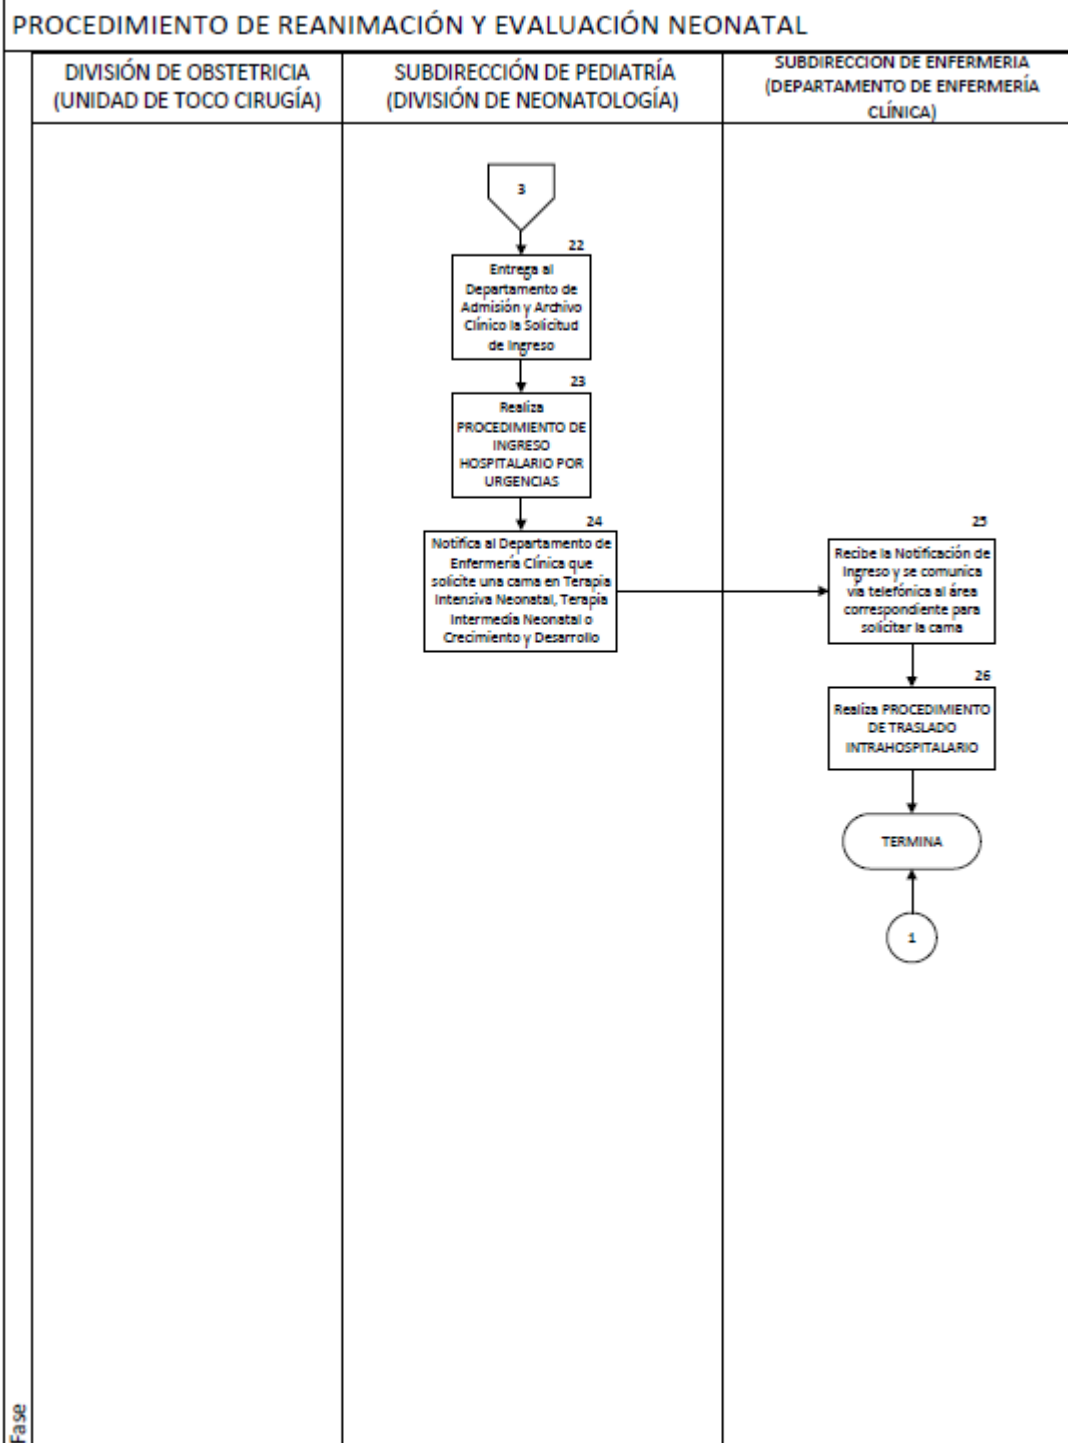 PROCEDIMIENTO DE REANIMACIÓN Y EVALUACIÓN NEONATAL
DIVISIÓN DE OBSTETRICIA
(UNIDAD DE TOCO CIRUGÍA)
SUBDIRECCIÓN DE PEDIATRÍA
(DIVISIÓN DE NEONATOLOGÍA)
SUBDIRECCIÓN DE ENFERMERÍA
(DEPARTAMENTO DE ENFERMERÍA
CLÍNICA)
3
22
Entrega al
Departamento de
Admisión y Archivo
Clínico la Solicitud
de Ingreso
23
Realiza
PROCEDIMIENTO DE
INGRESO
HOSPITALARIO POR
URGENCIAS
24
Notifica al Departamento de
Enfermería Clínica que
solicite una cama en Terapia
Intensiva Neonatal, Terapia
Intermedia Neonatal o
Crecimiento y Desarrollo
25
Recibe la Notificación de
Ingreso y se comunica
vía telefónica al área
correspondiente para
solicitar la cama
26
Realiza PROCEDIMIENTO
DE TRASLADO
INTRAHOSPITALARIO
TERMINA
1
Fase